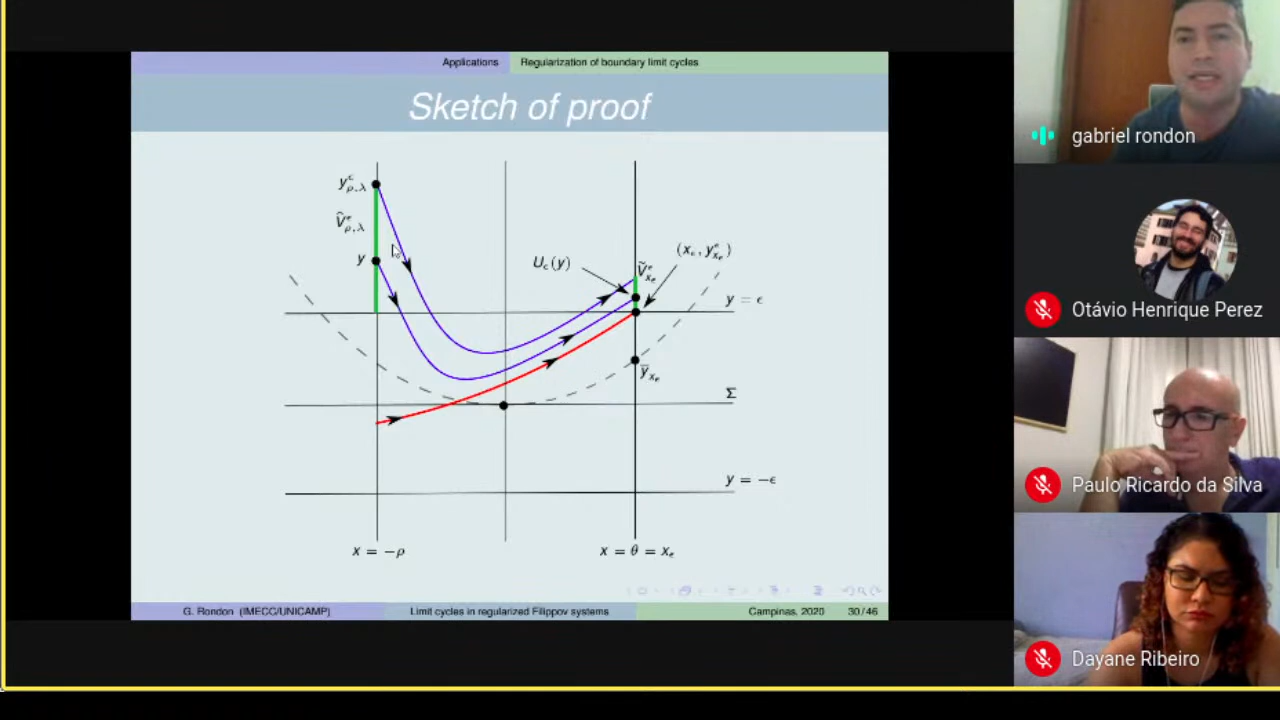 Applications Regularization of boundary limit cycles
Sketch of proof
y^ϵ_{ρ,λ}
V̂^ϵ_{ρ,λ}
y
U_ϵ(y)
Ṽ^ϵ_{x_ϵ}
(x_ϵ, y^ϵ_{x_ϵ})
y = ϵ
ȳ_{x_ϵ}
Σ
y = −ϵ
x = −ρ
x = θ = x_ϵ
G. Rondon (IMECC/UNICAMP) Limit cycles in regularized Filippov systems Campinas, 2020 30/46
gabriel rondon
Otávio Henrique Perez
Paulo Ricardo da Silva
Dayane Ribeiro